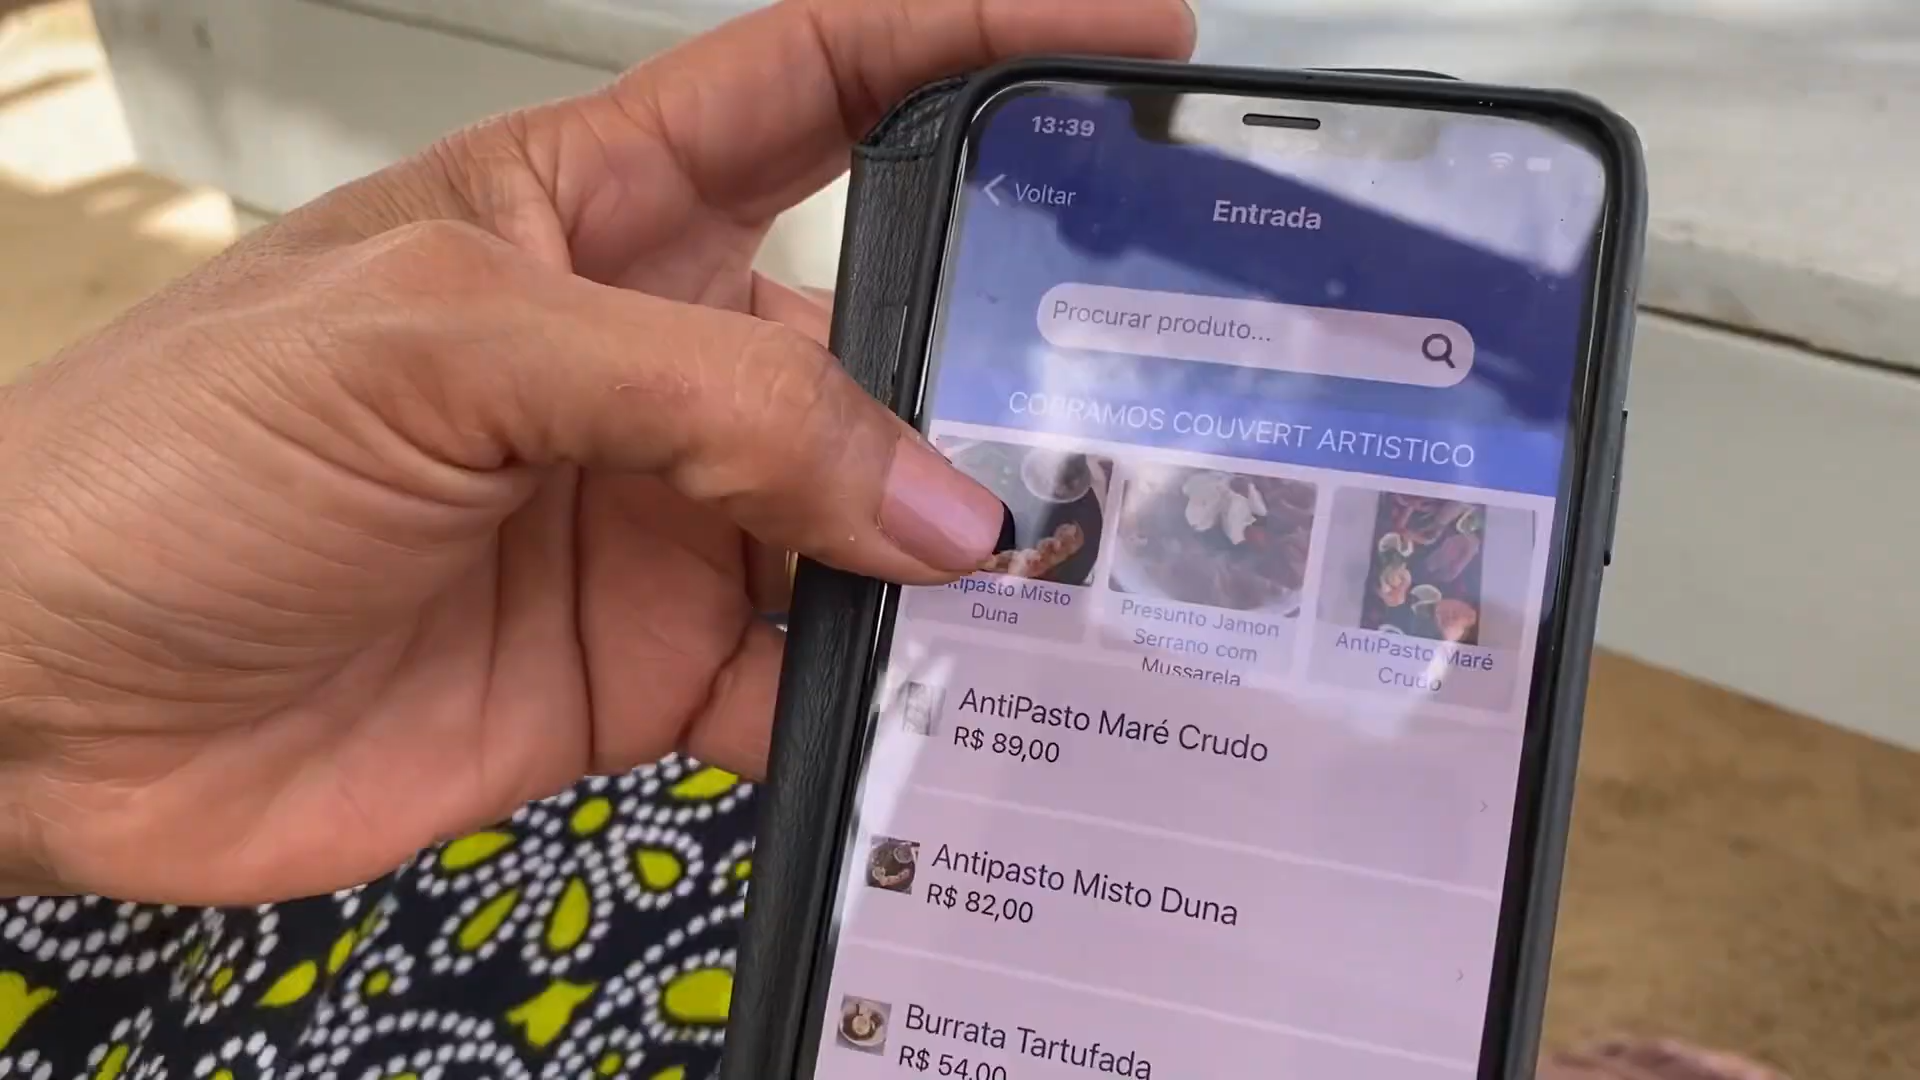 13:39
Voltar
Entrada
Procurar produto...
COBRAMOS COUVERT ARTISTICO
Misto
Duna
Presunto Jamon
Serrano com
Mussarela
AntiPasto Maré
Crudo
AntiPasto Maré Crudo
R$ 89,00
Antipasto Misto Duna
R$ 82,00
Burrata Tartufada
R$ 54,00